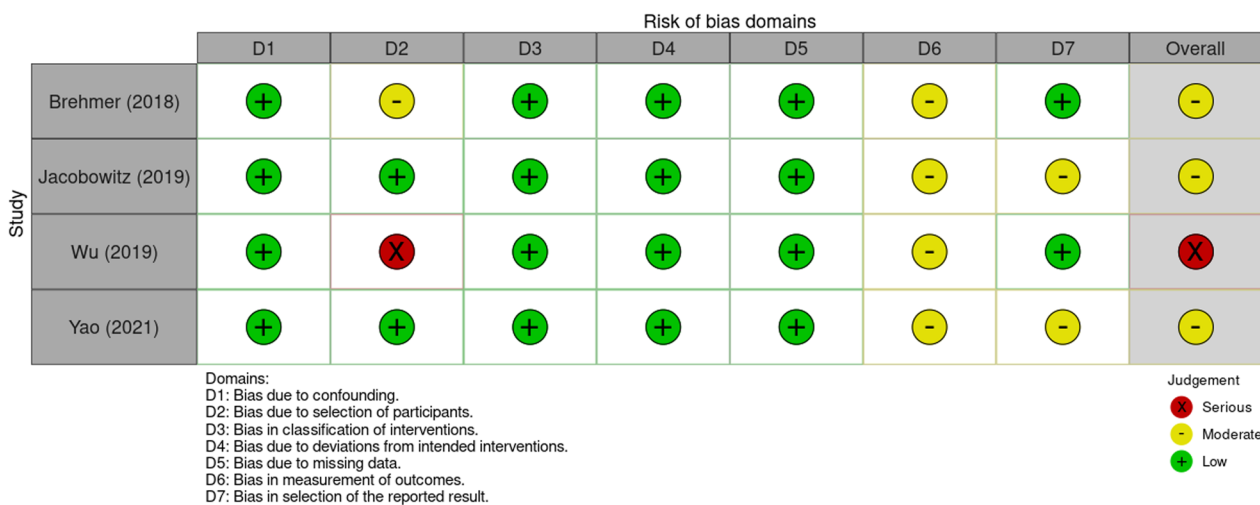 Risk of bias domains
D1 D2 D3 D4 D5 D6 D7 Overall
Study
Brehmer (2018) + - + + + - + -
Jacobowitz (2019) + + + + + - - -
Wu (2019) + X + + + - + X
Yao (2021) + + + + + - - -
Domains:
D1: Bias due to confounding.
D2: Bias due to selection of participants.
D3: Bias in classification of interventions.
D4: Bias due to deviations from intended interventions.
D5: Bias due to missing data.
D6: Bias in measurement of outcomes.
D7: Bias in selection of the reported result.
Judgement
X Serious
- Moderate
+ Low